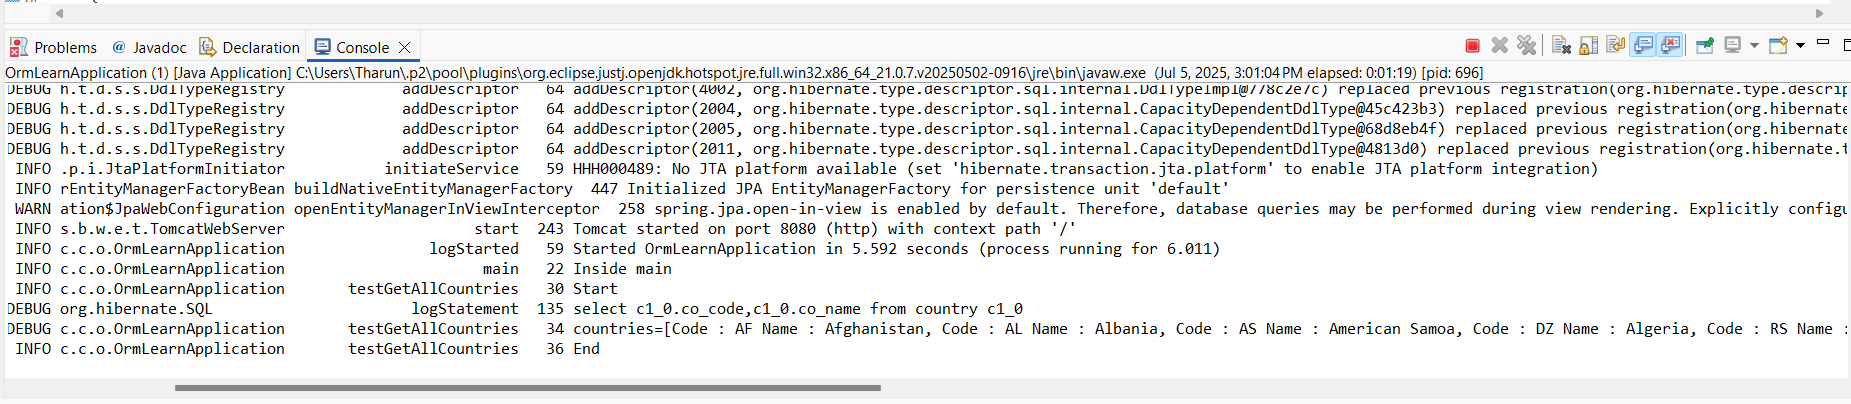 Problems @ Javadoc Declaration Console
OrmLearnApplication (1) [Java Application] C:\Users\Tharun\.p2\pool\plugins\org.eclipse.justj.openjdk.hotspot.jre.full.win32.x86_64_21.0.7.v20250502-0916\jre\bin\javaw.exe (Jul 5, 2025, 3:01:04 PM elapsed: 0:01:19) [pid: 696]
DEBUG h.t.d.s.s.DdlTypeRegistry addDescriptor 64 addDescriptor(4002, org.hibernate.type.descriptor.sql.internal.DdlTypeImpl@778c2e7c) replaced previous registration(org.hibernate.type.descrip
DEBUG h.t.d.s.s.DdlTypeRegistry addDescriptor 64 addDescriptor(2004, org.hibernate.type.descriptor.sql.internal.CapacityDependentDdlType@45c423b3) replaced previous registration(org.hibernate
DEBUG h.t.d.s.s.DdlTypeRegistry addDescriptor 64 addDescriptor(2005, org.hibernate.type.descriptor.sql.internal.CapacityDependentDdlType@68d8eb4f) replaced previous registration(org.hibernate
DEBUG h.t.d.s.s.DdlTypeRegistry addDescriptor 64 addDescriptor(2011, org.hibernate.type.descriptor.sql.internal.CapacityDependentDdlType@4813d0) replaced previous registration(org.hibernate.t
INFO .p.i.JtaPlatformInitiator initiateService 59 HHH000489: No JTA platform available (set 'hibernate.transaction.jta.platform' to enable JTA platform integration)
INFO rEntityManagerFactoryBean buildNativeEntityManagerFactory 447 Initialized JPA EntityManagerFactory for persistence unit 'default'
WARN ation$JpaWebConfiguration openEntityManagerInViewInterceptor 258 spring.jpa.open-in-view is enabled by default. Therefore, database queries may be performed during view rendering. Explicitly configu
INFO s.b.w.e.t.TomcatWebServer start 243 Tomcat started on port 8080 (http) with context path '/'
INFO c.c.o.OrmLearnApplication logStarted 59 Started OrmLearnApplication in 5.592 seconds (process running for 6.011)
INFO c.c.o.OrmLearnApplication main 22 Inside main
INFO c.c.o.OrmLearnApplication testGetAllCountries 30 Start
DEBUG org.hibernate.SQL logStatement 135 select c1_0.co_code,c1_0.co_name from country c1_0
DEBUG c.c.o.OrmLearnApplication testGetAllCountries 34 countries=[Code : AF Name : Afghanistan, Code : AL Name : Albania, Code : AS Name : American Samoa, Code : DZ Name : Algeria, Code : RS Name :
INFO c.c.o.OrmLearnApplication testGetAllCountries 36 End